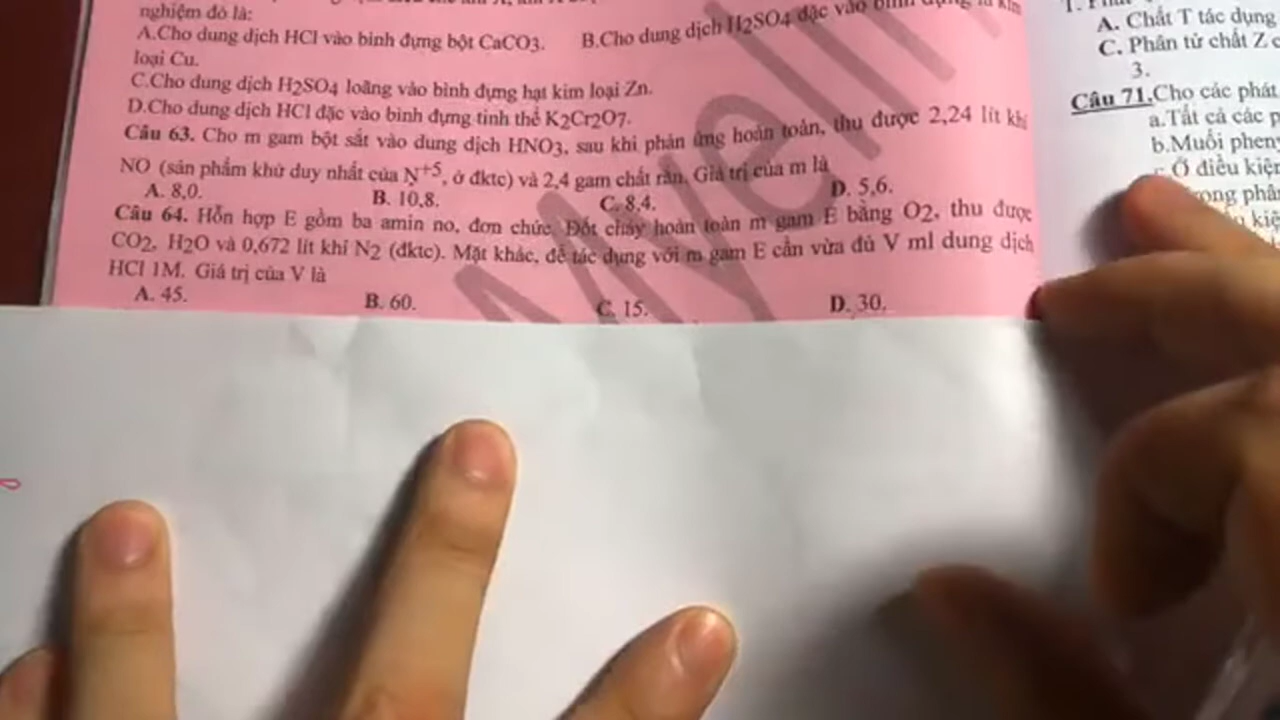 nghiệm đó là:
A.Cho dung dịch HCl vào bình đựng bột CaCO3. B.Cho dung dịch H2SO4 đặc vào bình đựng lá kim
loại Cu.
C.Cho dung dịch H2SO4 loãng vào bình đựng hạt kim loại Zn.
D.Cho dung dịch HCl đặc vào bình đựng tinh thể K2Cr2O7.
Câu 63. Cho m gam bột sắt vào dung dịch HNO3, sau khi phản ứng hoàn toàn, thu được 2,24 lít khí
NO (sản phẩm khử duy nhất của N+5, ở đktc) và 2,4 gam chất rắn. Giá trị của m là
A. 8,0. B. 10,8. C. 8,4. D. 5,6.
Câu 64. Hỗn hợp E gồm ba amin no, đơn chức. Đốt cháy hoàn toàn m gam E bằng O2, thu được
CO2, H2O và 0,672 lít khí N2 (đktc). Mặt khác, để tác dụng với m gam E cần vừa đủ V ml dung dịch
HCl 1M. Giá trị của V là
A. 45. B. 60. C. 15. D. 30.
A. Chất T tác dụng
C. Phân tử chất Z
3.
Câu 71.Cho các phát
a.Tất cả các
b.Muối
Ở điều kiện